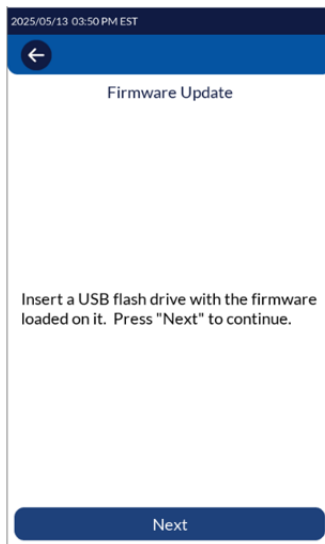 2025/05/13 03:50 PM EST
Firmware Update
Insert a USB flash drive with the firmware
loaded on it.  Press "Next" to continue.
Next